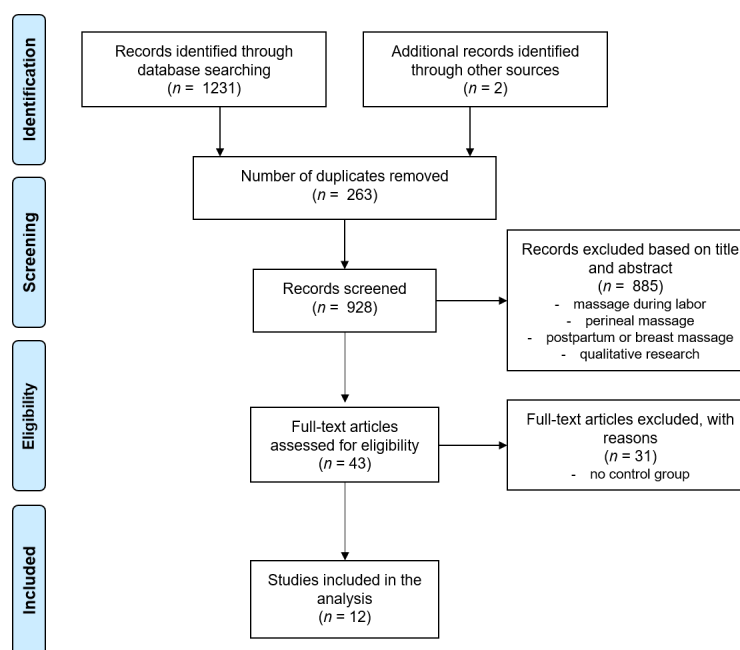 Identification
Records identified through
database searching
(n = 1231)
Additional records identified
through other sources
(n = 2)
Number of duplicates removed
(n = 263)
Screening
Records screened
(n = 928)
Records excluded based on title
and abstract
(n = 885)
- massage during labor
- perineal massage
- postpartum or breast massage
- qualitative research
Eligibility
Full-text articles
assessed for eligibility
(n = 43)
Full-text articles excluded, with
reasons
(n = 31)
- no control group
Included
Studies included in the
analysis
(n = 12)